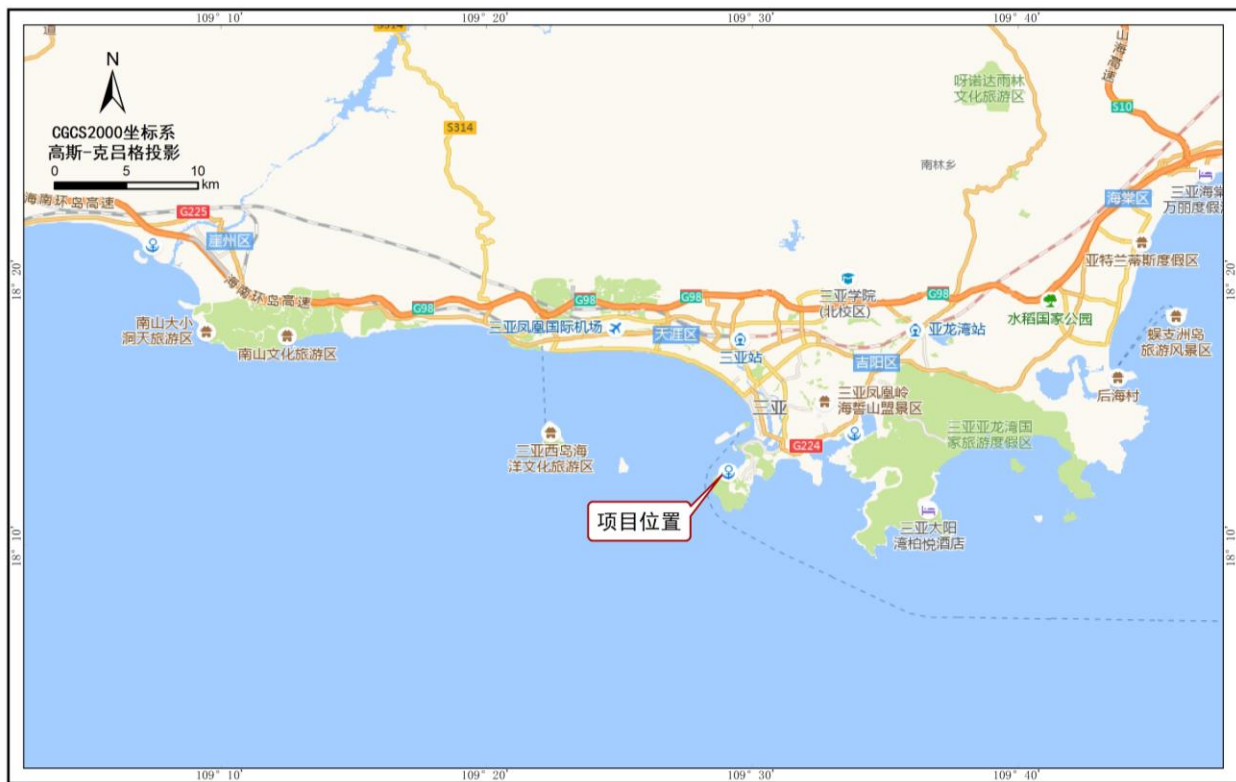 109° 10′
109° 20′
109° 30′
109° 40′
道
S314
N
CGCS2000坐标系
高斯-克吕格投影
0 5 10
km
呀诺达雨林
文化旅游区
山海高速
S10
S314
南林乡
海南环岛高速
G225
崖州区
海棠区
三亚海棠
万丽度假酒
亚特兰蒂斯度假区
18° 20′
18° 20′
海南环岛高速
G98
G98
G98
G98
三亚学院
(北校区)
水稻国家公园
蜈支洲岛
旅游风景区
南山大小
洞天旅游区
南山文化旅游区
三亚凤凰国际机场
天涯区
三亚站
亚龙湾站
吉阳区
后海村
三亚凤凰岭
海誓山盟景区
三亚
G224
三亚亚龙湾国
家旅游度假区
三亚西岛海
洋文化旅游区
项目位置
三亚太阳
湾柏悦酒店
18° 10′
18° 10′
109° 10′
109° 20′
109° 30′
109° 40′